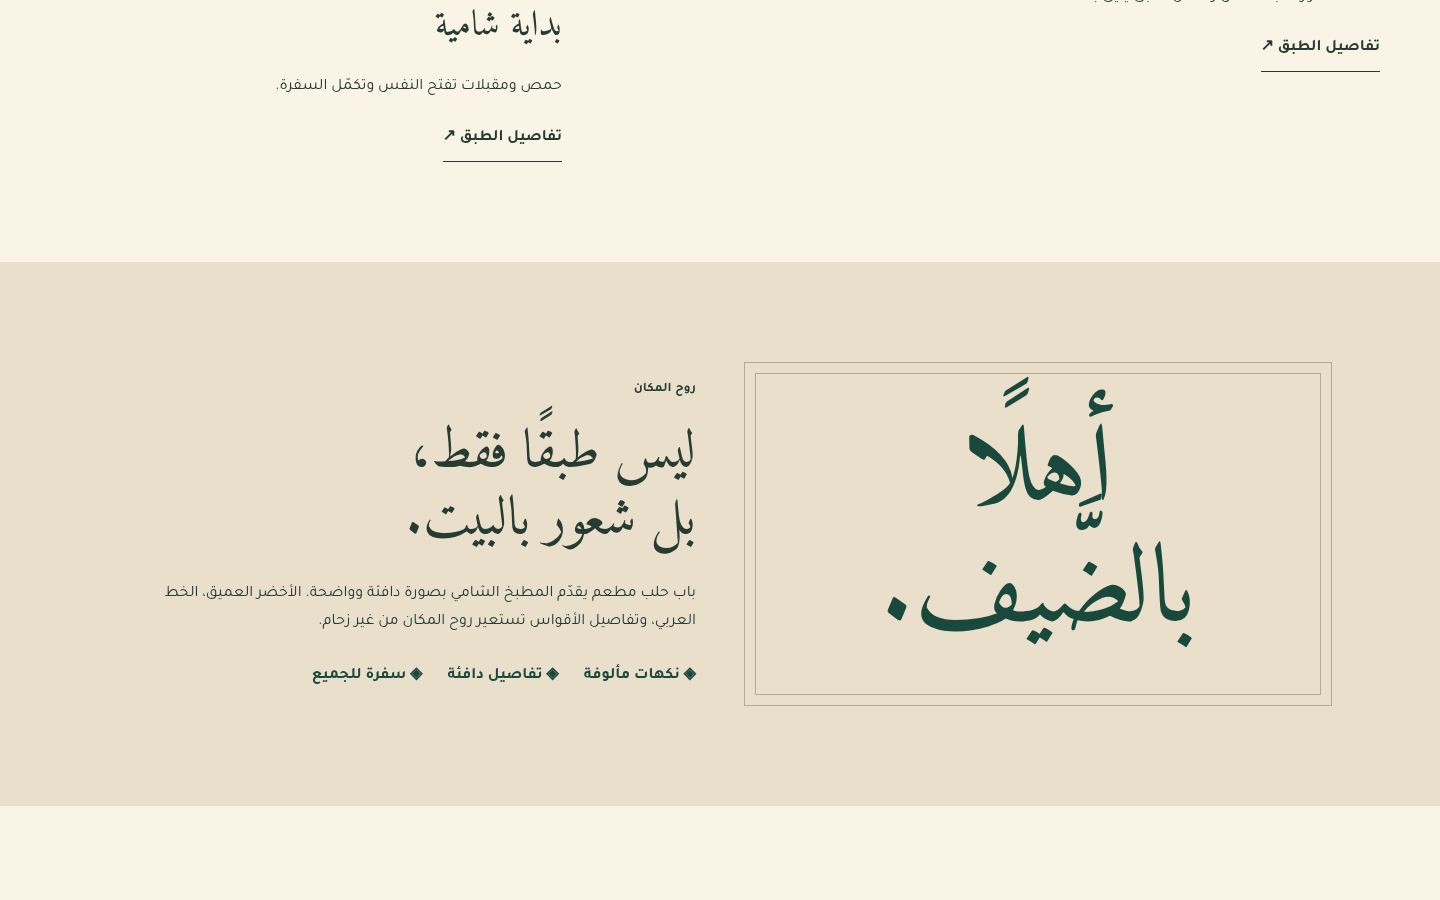 تفاصيل الطبق ↗
بداية شامية
حمص ومقبلات تفتح النفس وتكمّل السفرة.
تفاصيل الطبق ↗
أهلًا
بالضَّيف.
روح المكان
ليس طبقًا فقط،
بل شعور بالبيت.
باب حلب مطعم يقدّم المطبخ الشامي بصورة دافئة وواضحة. الأخضر العميق، الخط
العربي، وتفاصيل الأقواس تستعير روح المكان من غير زحام.
◈ نكهات مألوفة ◈ تفاصيل دافئة ◈ سفرة للجميع